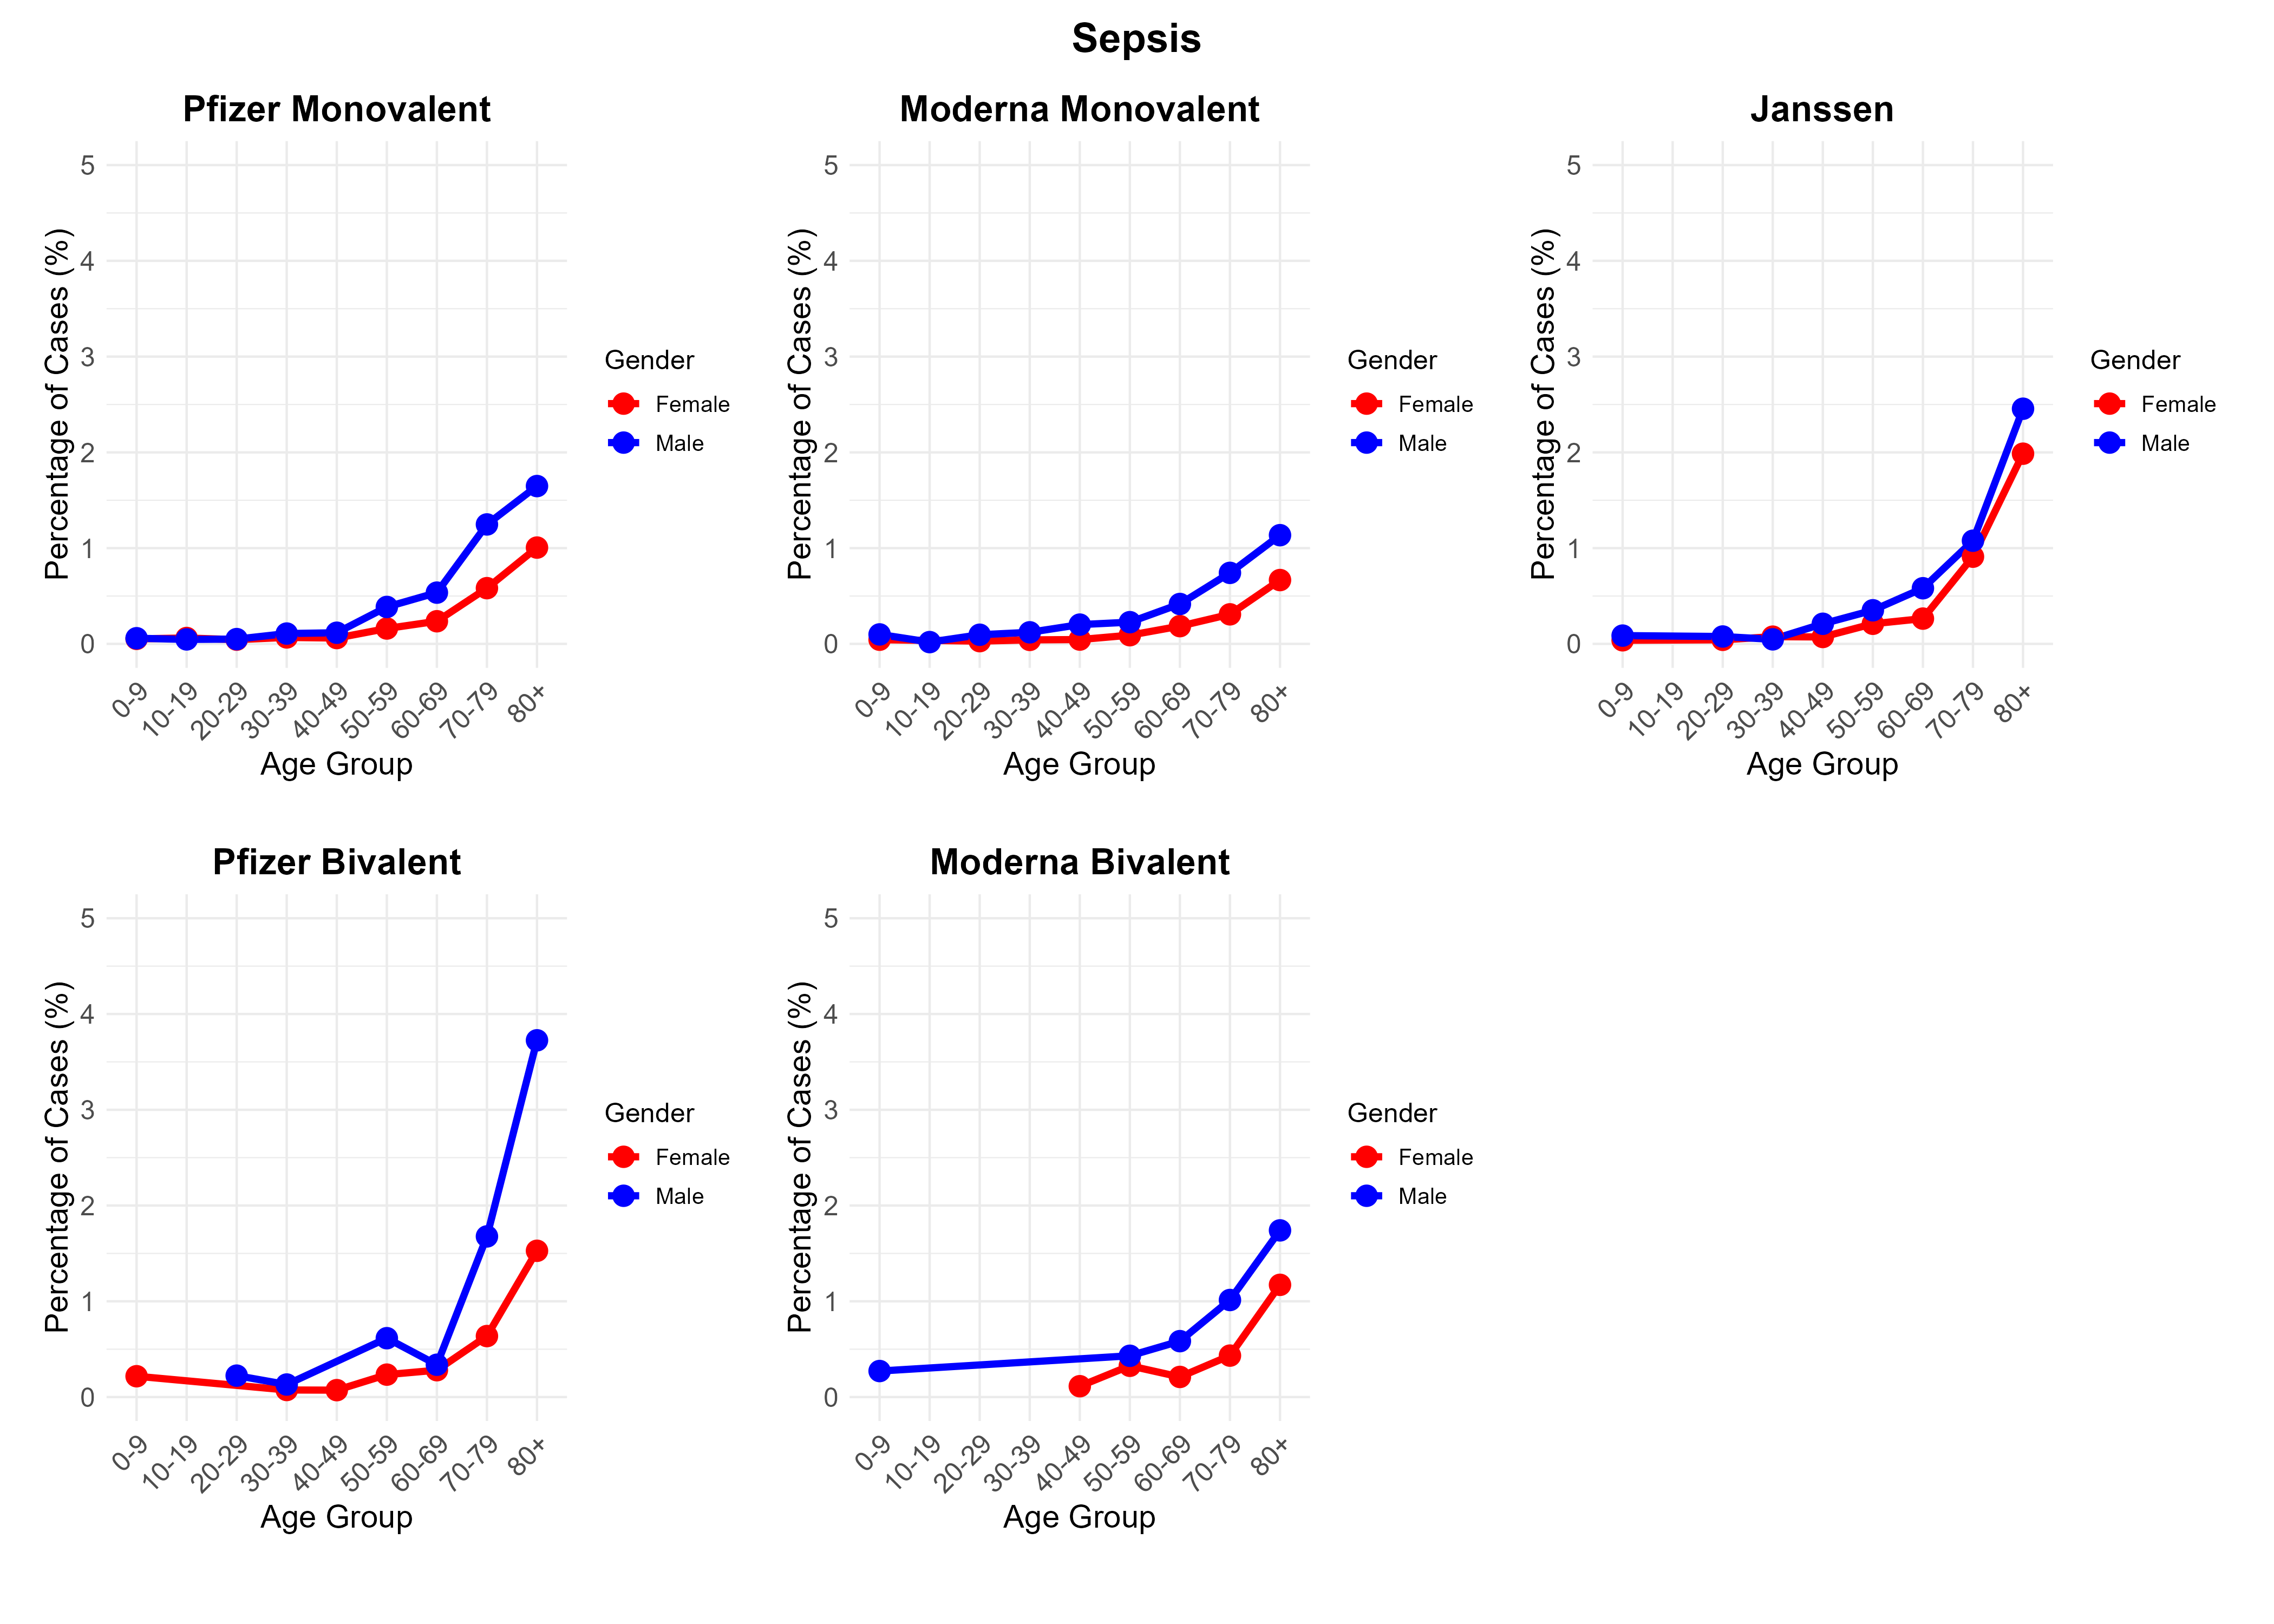 Sepsis
Pfizer Monovalent
5
4
3
2
1
0
Percentage of Cases (%)
0-9
10-19
20-29
30-39
40-49
50-59
60-69
70-79
80+
Age Group
Gender
Female
Male
Moderna Monovalent
5
4
3
2
1
0
Percentage of Cases (%)
0-9
10-19
20-29
30-39
40-49
50-59
60-69
70-79
80+
Age Group
Gender
Female
Male
Janssen
5
4
3
2
1
0
Percentage of Cases (%)
0-9
10-19
20-29
30-39
40-49
50-59
60-69
70-79
80+
Age Group
Gender
Female
Male
Pfizer Bivalent
5
4
3
2
1
0
Percentage of Cases (%)
0-9
10-19
20-29
30-39
40-49
50-59
60-69
70-79
80+
Age Group
Gender
Female
Male
Moderna Bivalent
5
4
3
2
1
0
Percentage of Cases (%)
0-9
10-19
20-29
30-39
40-49
50-59
60-69
70-79
80+
Age Group
Gender
Female
Male